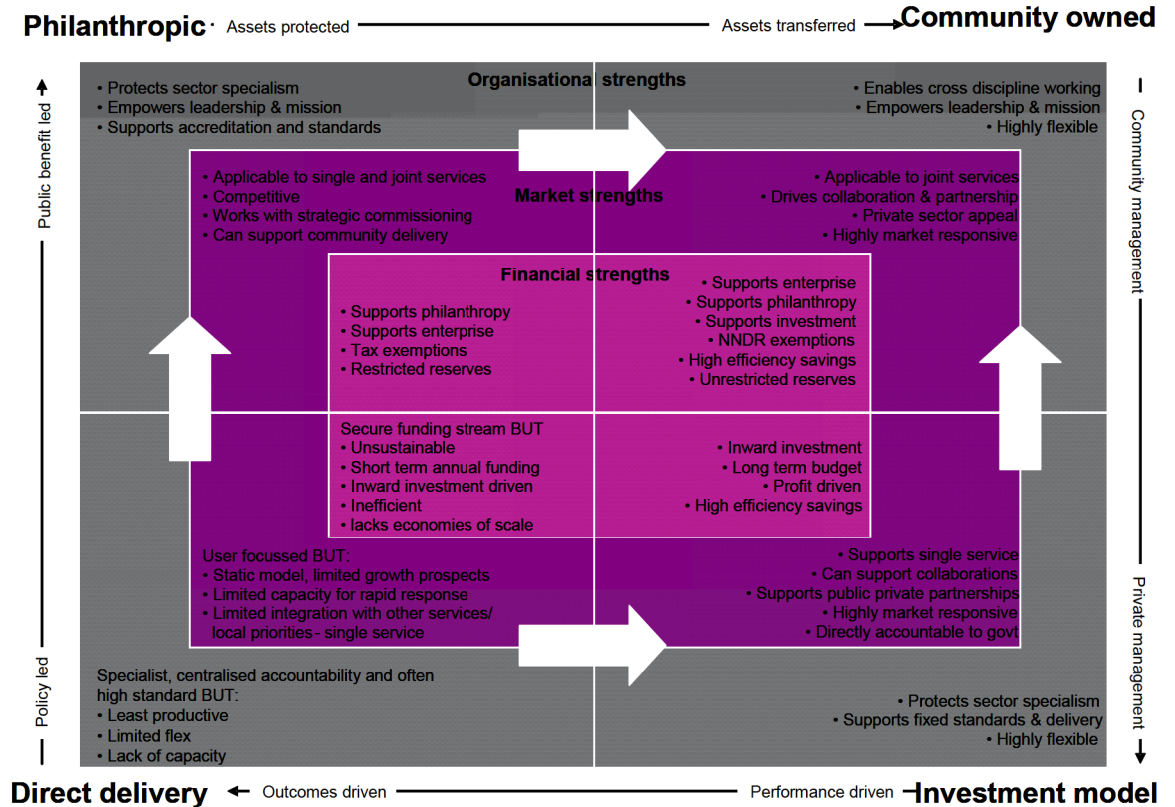 Philanthropic
Assets protected
Assets transferred
Community owned
Organisational strengths
• Protects sector specialism
• Empowers leadership & mission
• Supports accreditation and standards
• Enables cross discipline working
• Empowers leadership & mission
• Highly flexible
Public benefit led
Community management
Market strengths
• Applicable to single and joint services
• Competitive
• Works with strategic commissioning
• Can support community delivery
• Applicable to joint services
• Drives collaboration & partnership
• Private sector appeal
• Highly market responsive
Financial strengths
• Supports philanthropy
• Supports enterprise
• Tax exemptions
• Restricted reserves
• Supports enterprise
• Supports philanthropy
• Supports investment
• NNDR exemptions
• High efficiency savings
• Unrestricted reserves
Secure funding stream BUT
• Unsustainable
• Short term annual funding
• Inward investment driven
• Inefficient
• lacks economies of scale
• Inward investment
• Long term budget
• Profit driven
• High efficiency savings
User focussed BUT:
• Static model, limited growth prospects
• Limited capacity for rapid response
• Limited integration with other services/
local priorities - single service
• Supports single service
• Can support collaborations
• Supports public private partnerships
• Highly market responsive
• Directly accountable to govt
Policy led
Private management
Specialist, centralised accountability and often
high standard BUT:
• Least productive
• Limited flex
• Lack of capacity
• Protects sector specialism
• Supports fixed standards & delivery
• Highly flexible
Direct delivery
Outcomes driven
Performance driven
Investment model